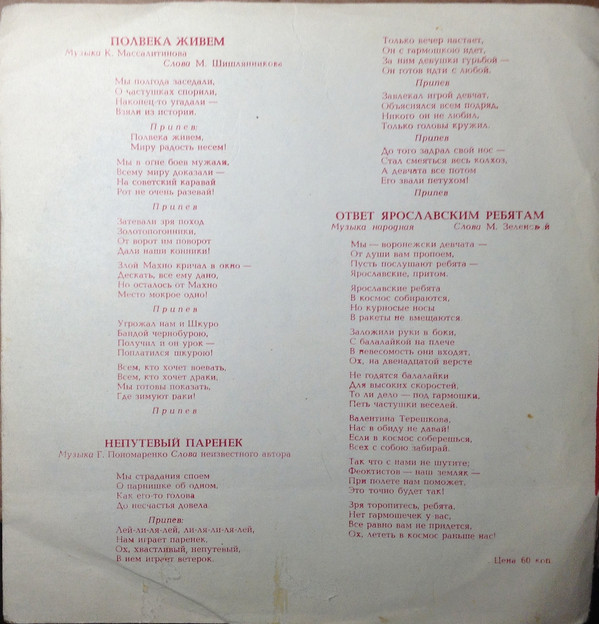 ПОЛВЕКА ЖИВЕМ
Музыка К. Массалитинова
Слова М. Шишлянникова
Мы полгода заседали,
О частушках спорили,
Наконец-то угадали —
Взяли из истории.
Припев:
Полвека живем,
Миру радость несем!
Мы в огне боев мужали,
Всему миру доказали —
На советский каравай
Рот не очень разевай!
Припев
Затевали зря поход
Золотопогонники,
От ворот им поворот
Дали наши конники!
Злой Махно кричал в окно —
Дескать, все ему дано,
Но осталось от Махно
Место мокрое одно!
Припев
Угрожал нам и Шкуро
Бандой чернобурою,
Получил и он урок —
Поплатился шкурою!
Всем, кто хочет воевать,
Всем, кто хочет драки,
Мы готовы показать,
Где зимуют раки!
Припев
НЕПУТЕВЫЙ ПАРЕНЕК
Музыка Г. Пономаренко Слова неизвестного автора
Мы страдания споем
О парнишке об одном,
Как его-то голова
До несчастья довела.
Припев:
Лей-ли-ля-лей, ли-ля-ли-ля-лей,
Нам играет паренек,
Ох, хвастливый, непутевый,
В нем играет ветерок.
Только вечер настает,
Он с гармошкою идет,
За ним девушки гурьбой —
Он готов идти с любой.
Припев
Завлекал игрой девчат,
Объяснялся всем подряд,
Никого он не любил,
Только головы кружил.
Припев
До того задрал свой нос —
Стал смеяться весь колхоз,
А девчата все потом
Его звали петухом!
Припев
ОТВЕТ ЯРОСЛАВСКИМ РЕБЯТАМ
Музыка народная Слова М.
Мы — воронежски девчата —
От души вам пропоем,
Пусть послушают ребята —
Ярославские, притом.
Ярославские ребята
В космос собираются,
Но курносые носы
В ракеты не вмещаются.
Заложили руки в боки,
С балалайкой на плече
В невесомость они входят,
Ох, на двенадцатой версте
Не годятся балалайки
Для высоких скоростей,
То ли дело — под гармошки,
Петь частушки веселей.
Валентина Терешкова,
Нас в обиду не давай!
Если в космос соберешься,
Всех с собою забирай.
Так что с нами не шутите;
Феоктистов — наш земляк —
При полете нам поможет,
Это точно будет так!
Зря торопитесь, ребята,
Нет гармошечек у вас,
Все равно вам не придется,
Ох, лететь в космос раньше нас!
Цена 60 коп.